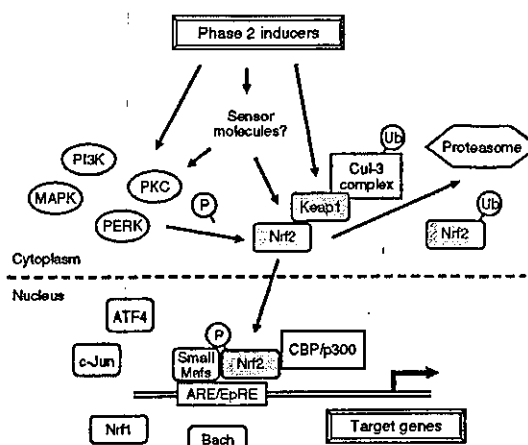 Phase 2 inducers
Sensor
molecules?
Ub
Proteasome
PI3K
Cul-3
complex
PKC
MAPK
P
Keap1
Ub
PERK
Nrf2
Nrf2
Cytoplasm
Nucleus
ATF4
P
CBP/p300
c-Jun
Small
Mafs
Nrf2
ARE/EpRE
Nrf1
Bach
Target genes